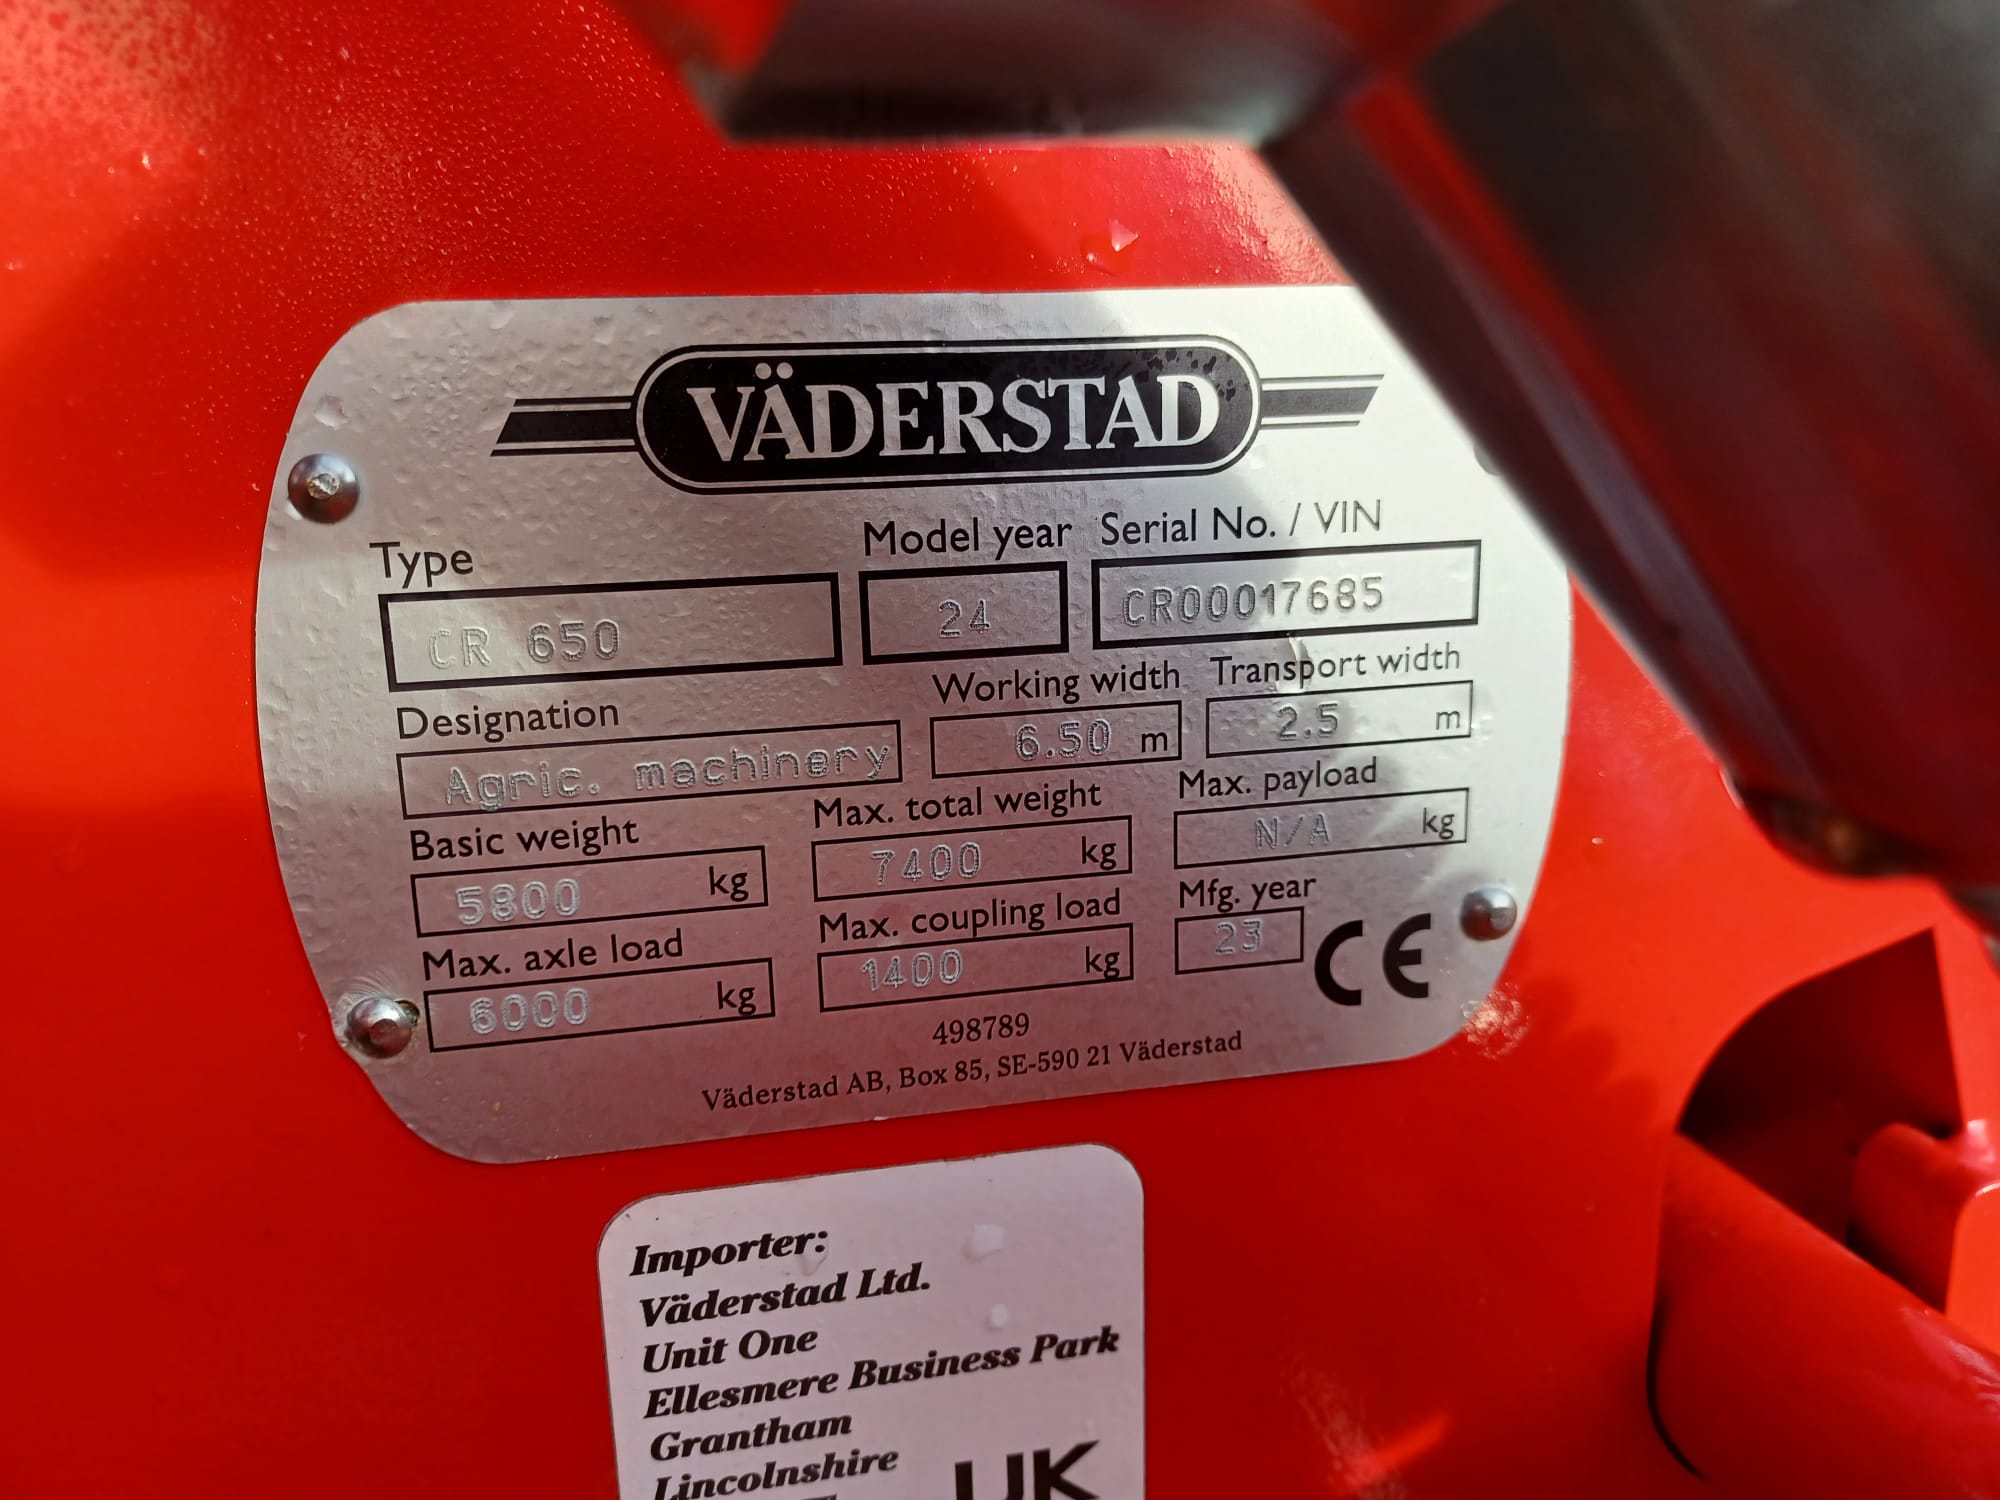 VÄDERSTAD
Type
Model year
Serial No. / VIN
CR 650
24
CR00017685
Designation
Working width
Transport width
Agric. machinery
6.50 m
2.5 m
Basic weight
Max. total weight
Max. payload
5800 kg
7400 kg
N/A kg
Max. axle load
Max. coupling load
Mfg. year
6000 kg
1400 kg
23
CE
498789
Väderstad AB, Box 85, SE-590 21 Väderstad
Importer:
Väderstad Ltd.
Unit One
Ellesmere Business Park
Grantham
Lincolnshire
UK